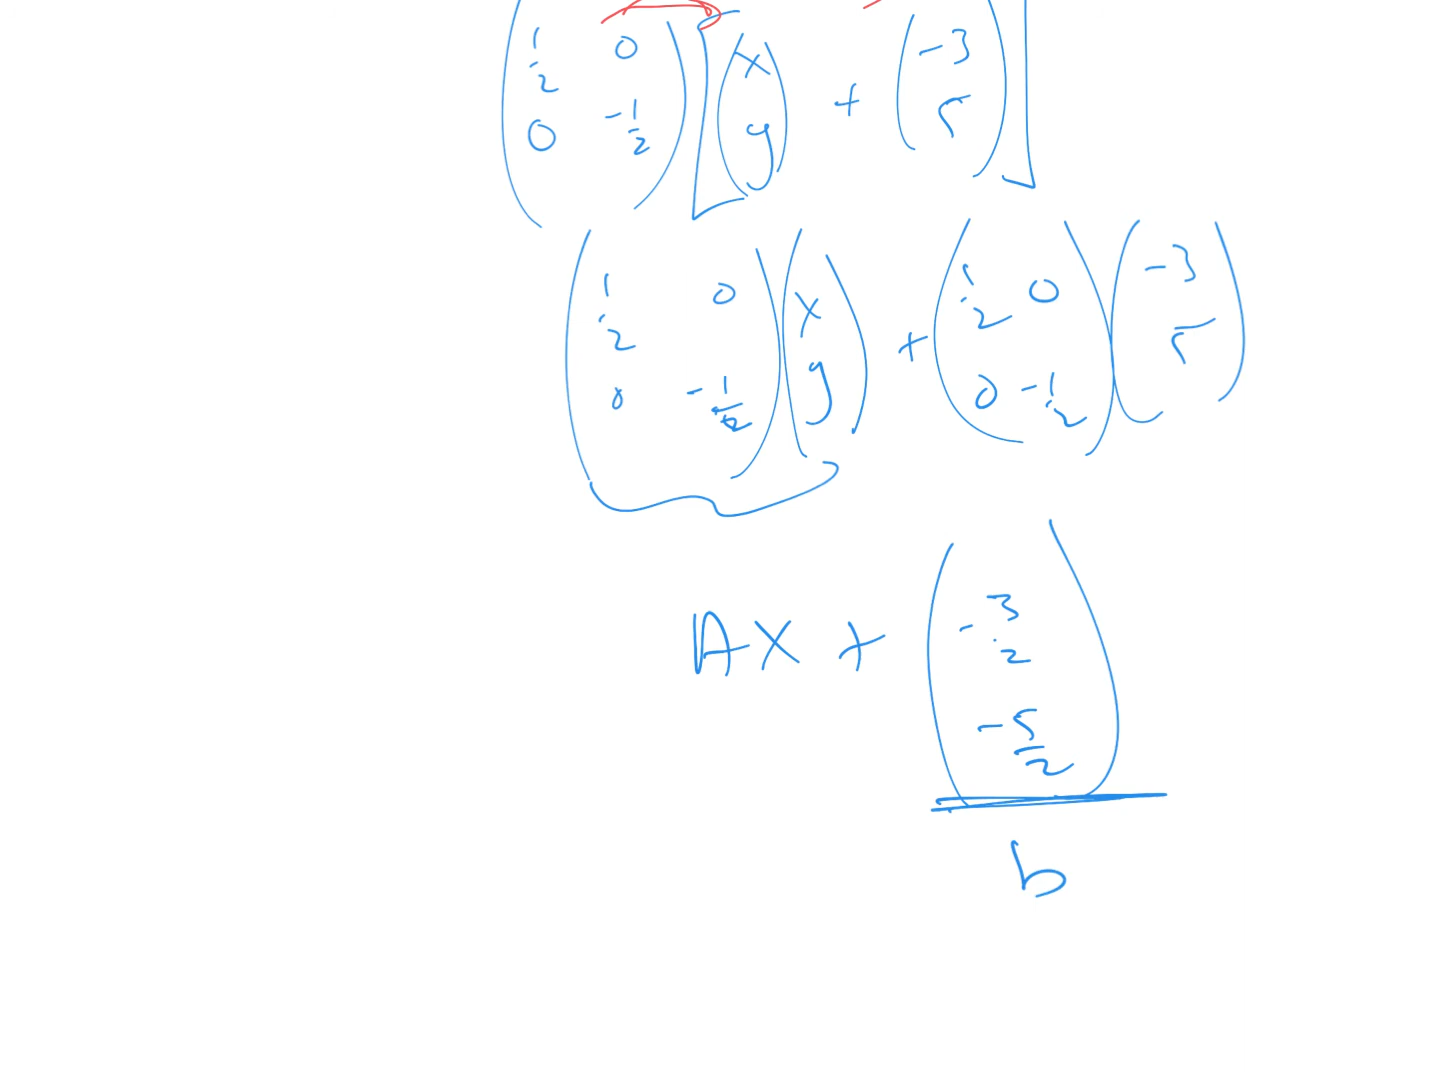 (1/2 0
0 -1/2) [(x
y) + (-3
5)]
(1/2 0
0 -1/2) (x
y) + (1/2 0
0 -1/2) (-3
5)
AX + (-3/2
-5/2)
b